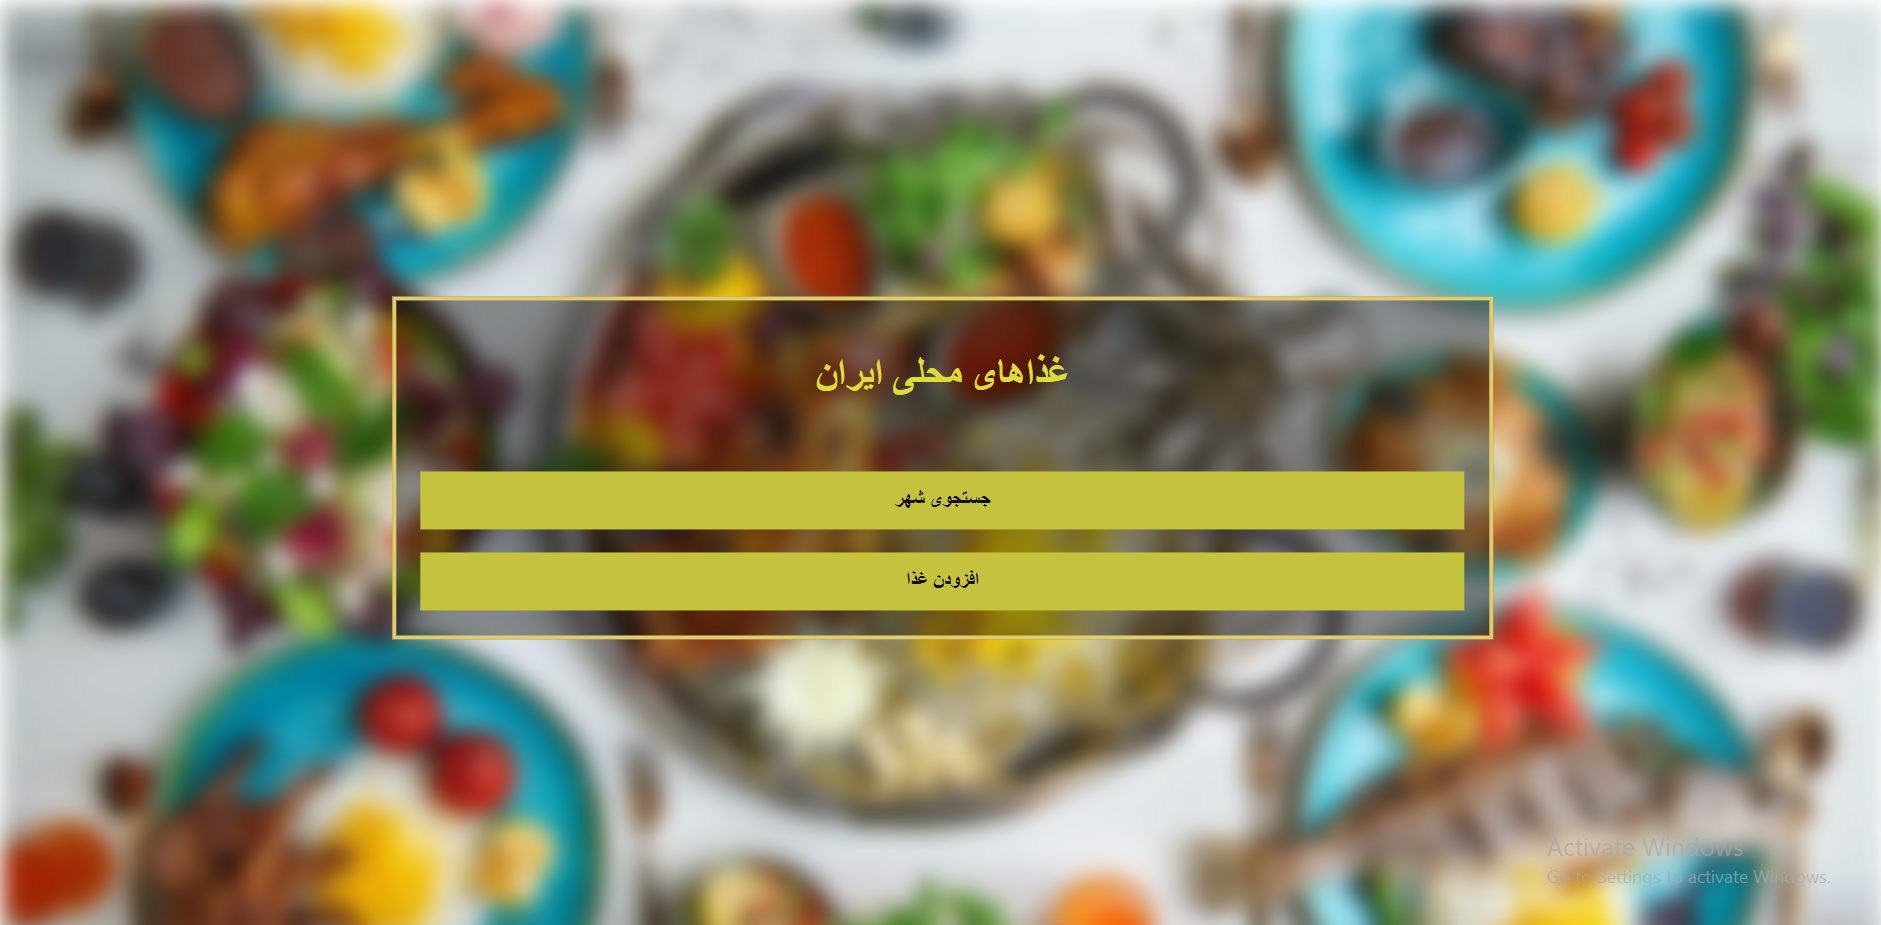 غذاهای محلی ایران
جستجوی شهر
افزودن غذا
Activate Windows
Go to Settings to activate Windows.